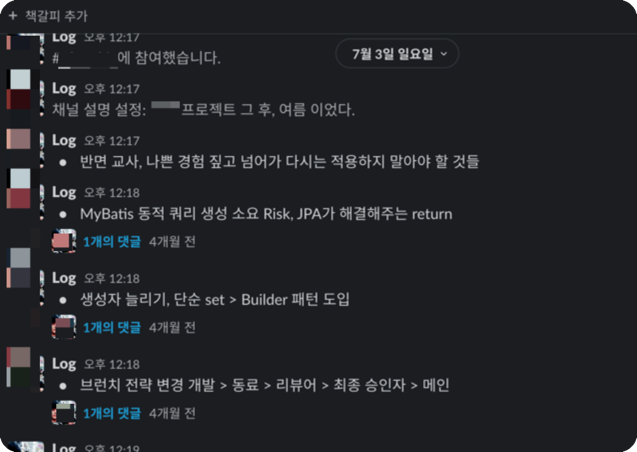 + 책갈피 추가
Log 오후 12:17
7월 3일 일요일
# 에 참여했습니다.
Log 오후 12:17
채널 설명 설정: 프로젝트 그 후, 여름 이었다.
Log 오후 12:17
• 반면 교사, 나쁜 경험 짚고 넘어가 다시는 적용하지 말아야 할 것들
Log 오후 12:18
• MyBatis 동적 쿼리 생성 소요 Risk, JPA가 해결해주는 return
1개의 댓글 4개월 전
Log 오후 12:18
• 생성자 늘리기, 단순 set > Builder 패턴 도입
1개의 댓글 4개월 전
Log 오후 12:18
• 브런치 전략 변경 개발 > 동료 > 리뷰어 > 최종 승인자 > 메인
1개의 댓글 4개월 전
Log 오후 12:19